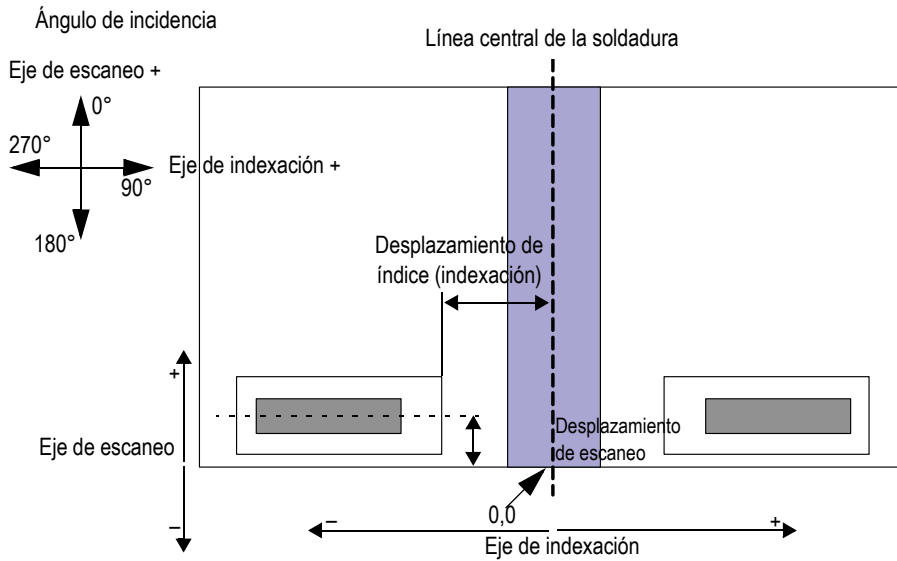 Ángulo de incidencia
Línea central de la soldadura
Eje de escaneo +
0°
270°
Eje de indexación +
90°
180°
Desplazamiento de
índice (indexación)
+
Eje de escaneo
Desplazamiento
de escaneo
–
0,0
–
+
Eje de indexación